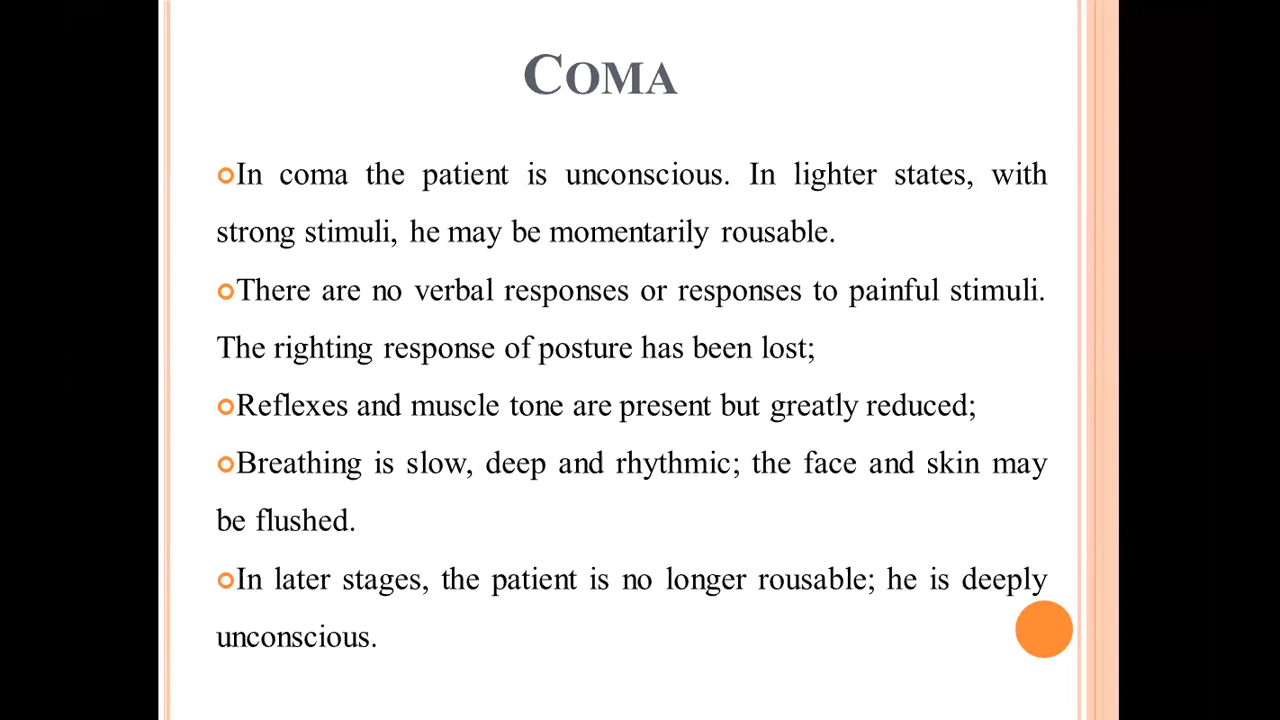 COMA
In coma the patient is unconscious. In lighter states, with
strong stimuli, he may be momentarily rousable.
There are no verbal responses or responses to painful stimuli.
The righting response of posture has been lost;
Reflexes and muscle tone are present but greatly reduced;
Breathing is slow, deep and rhythmic; the face and skin may
be flushed.
In later stages, the patient is no longer rousable; he is deeply
unconscious.